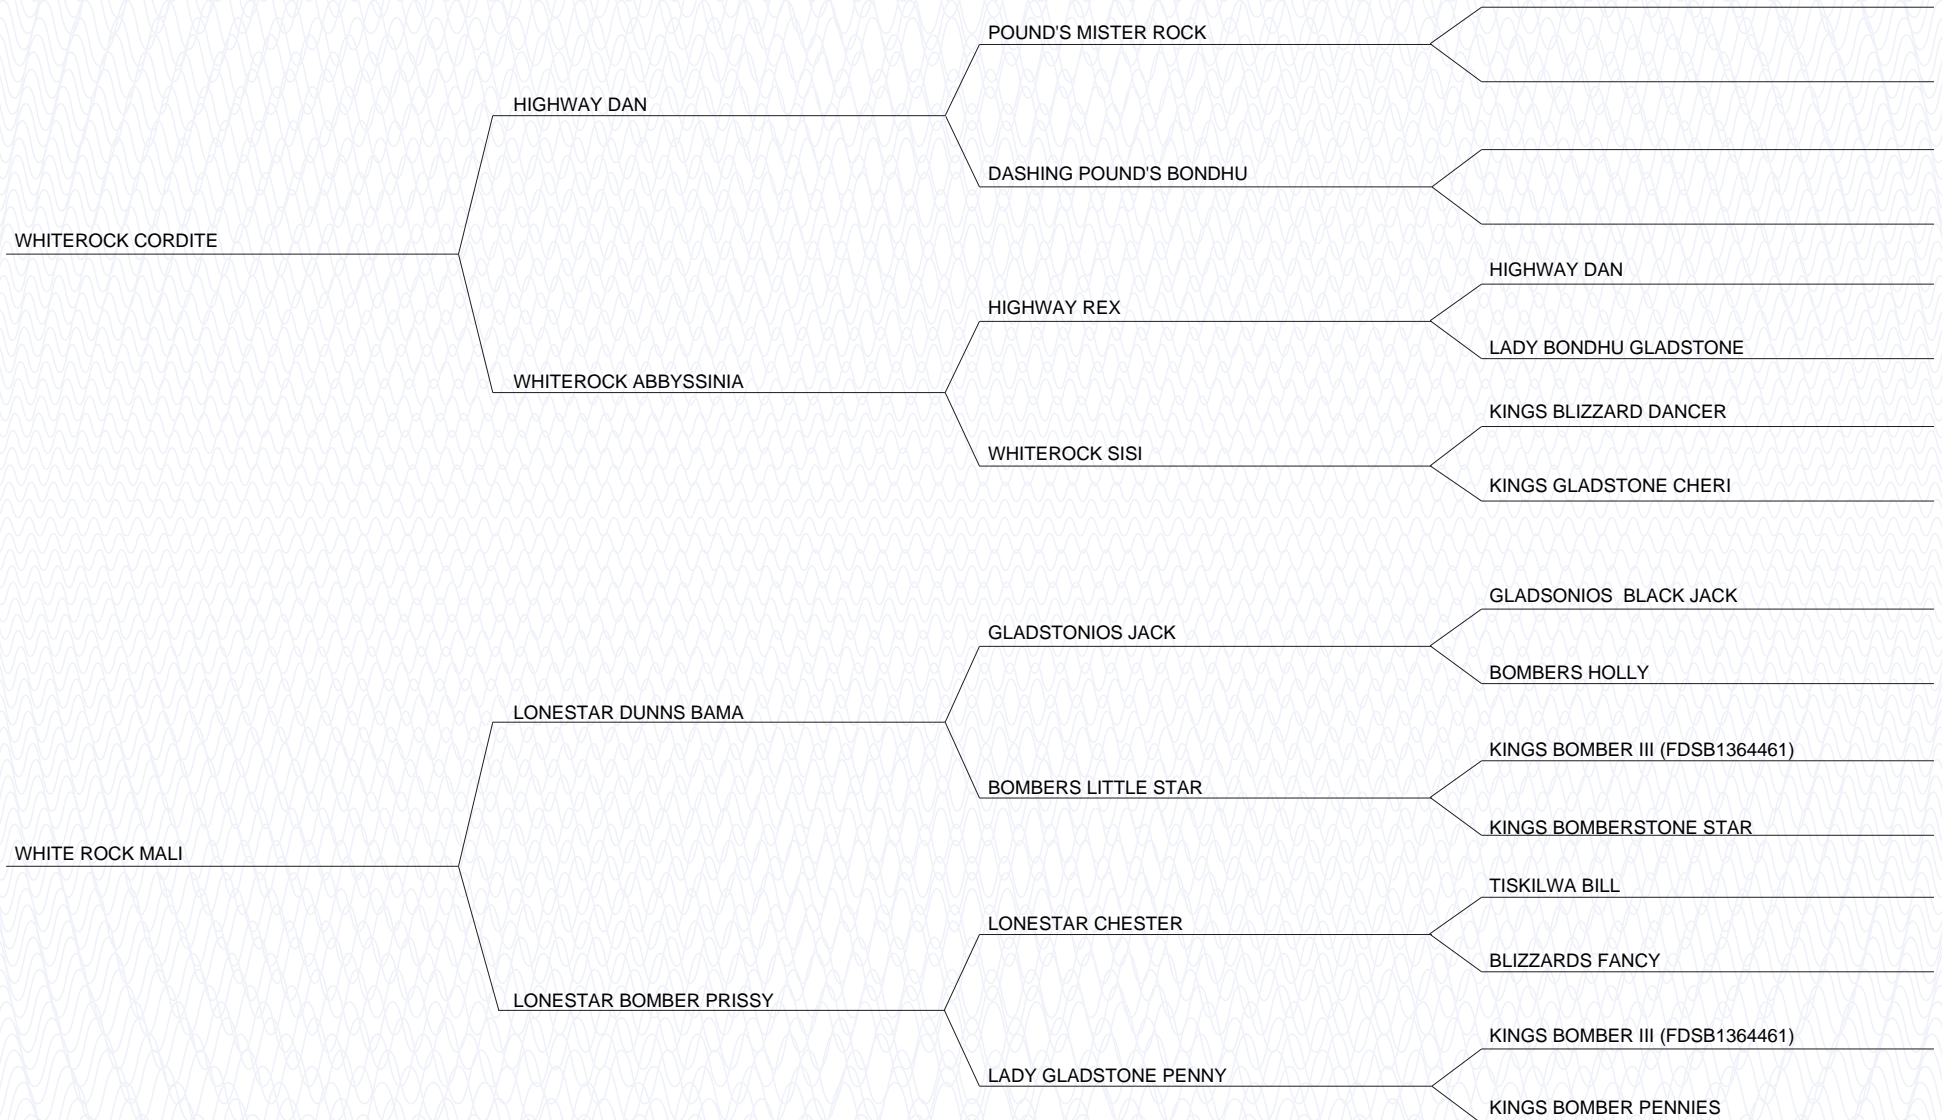 POUND'S MISTER ROCK
HIGHWAY DAN
DASHING POUND'S BONDHU
WHITEROCK CORDITE
HIGHWAY DAN
HIGHWAY REX
LADY BONDHU GLADSTONE
WHITEROCK ABBYSSINIA
KINGS BLIZZARD DANCER
WHITEROCK SISI
KINGS GLADSTONE CHERI
GLADSONIOS  BLACK JACK
GLADSTONIOS JACK
BOMBERS HOLLY
LONESTAR DUNNS BAMA
KINGS BOMBER III (FDSB1364461)
BOMBERS LITTLE STAR
KINGS BOMBERSTONE STAR
WHITE ROCK MALI
TISKILWA BILL
LONESTAR CHESTER
BLIZZARDS FANCY
LONESTAR BOMBER PRISSY
KINGS BOMBER III (FDSB1364461)
LADY GLADSTONE PENNY
KINGS BOMBER PENNIES